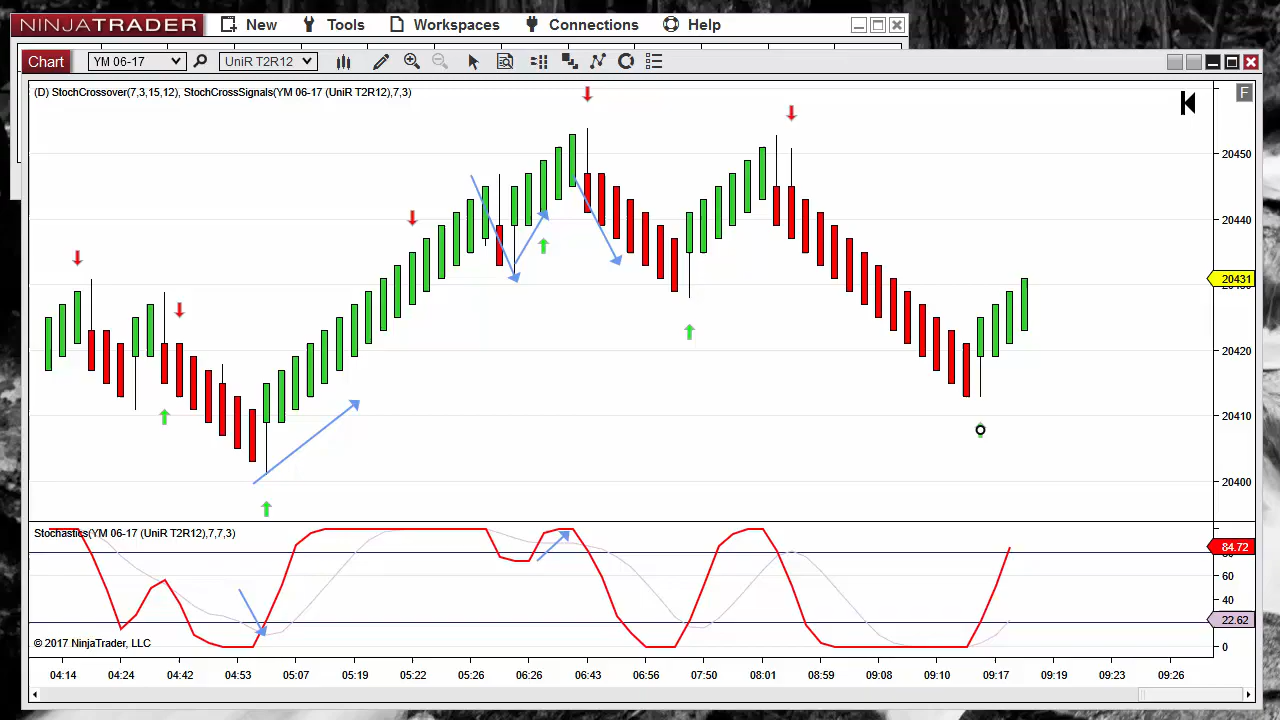 NINJATRADER New Tools Workspaces Connections Help
Chart YM 06-17 UniR T2R12
(D) StochCrossover(7,3,15,12), StochCrossSignals(YM 06-17 (UniR T2R12),7,3)
F
20450
20440
20431
20420
20410
20400
Stochastics(YM 06-17 (UniR T2R12),7,7,3)
84.72
60
40
22.62
0
© 2017 NinjaTrader, LLC
04:14 04:24 04:42 04:53 05:07 05:19 05:22 05:26 06:26 06:43 06:56 07:50 08:01 08:59 09:08 09:10 09:17 09:19 09:23 09:26